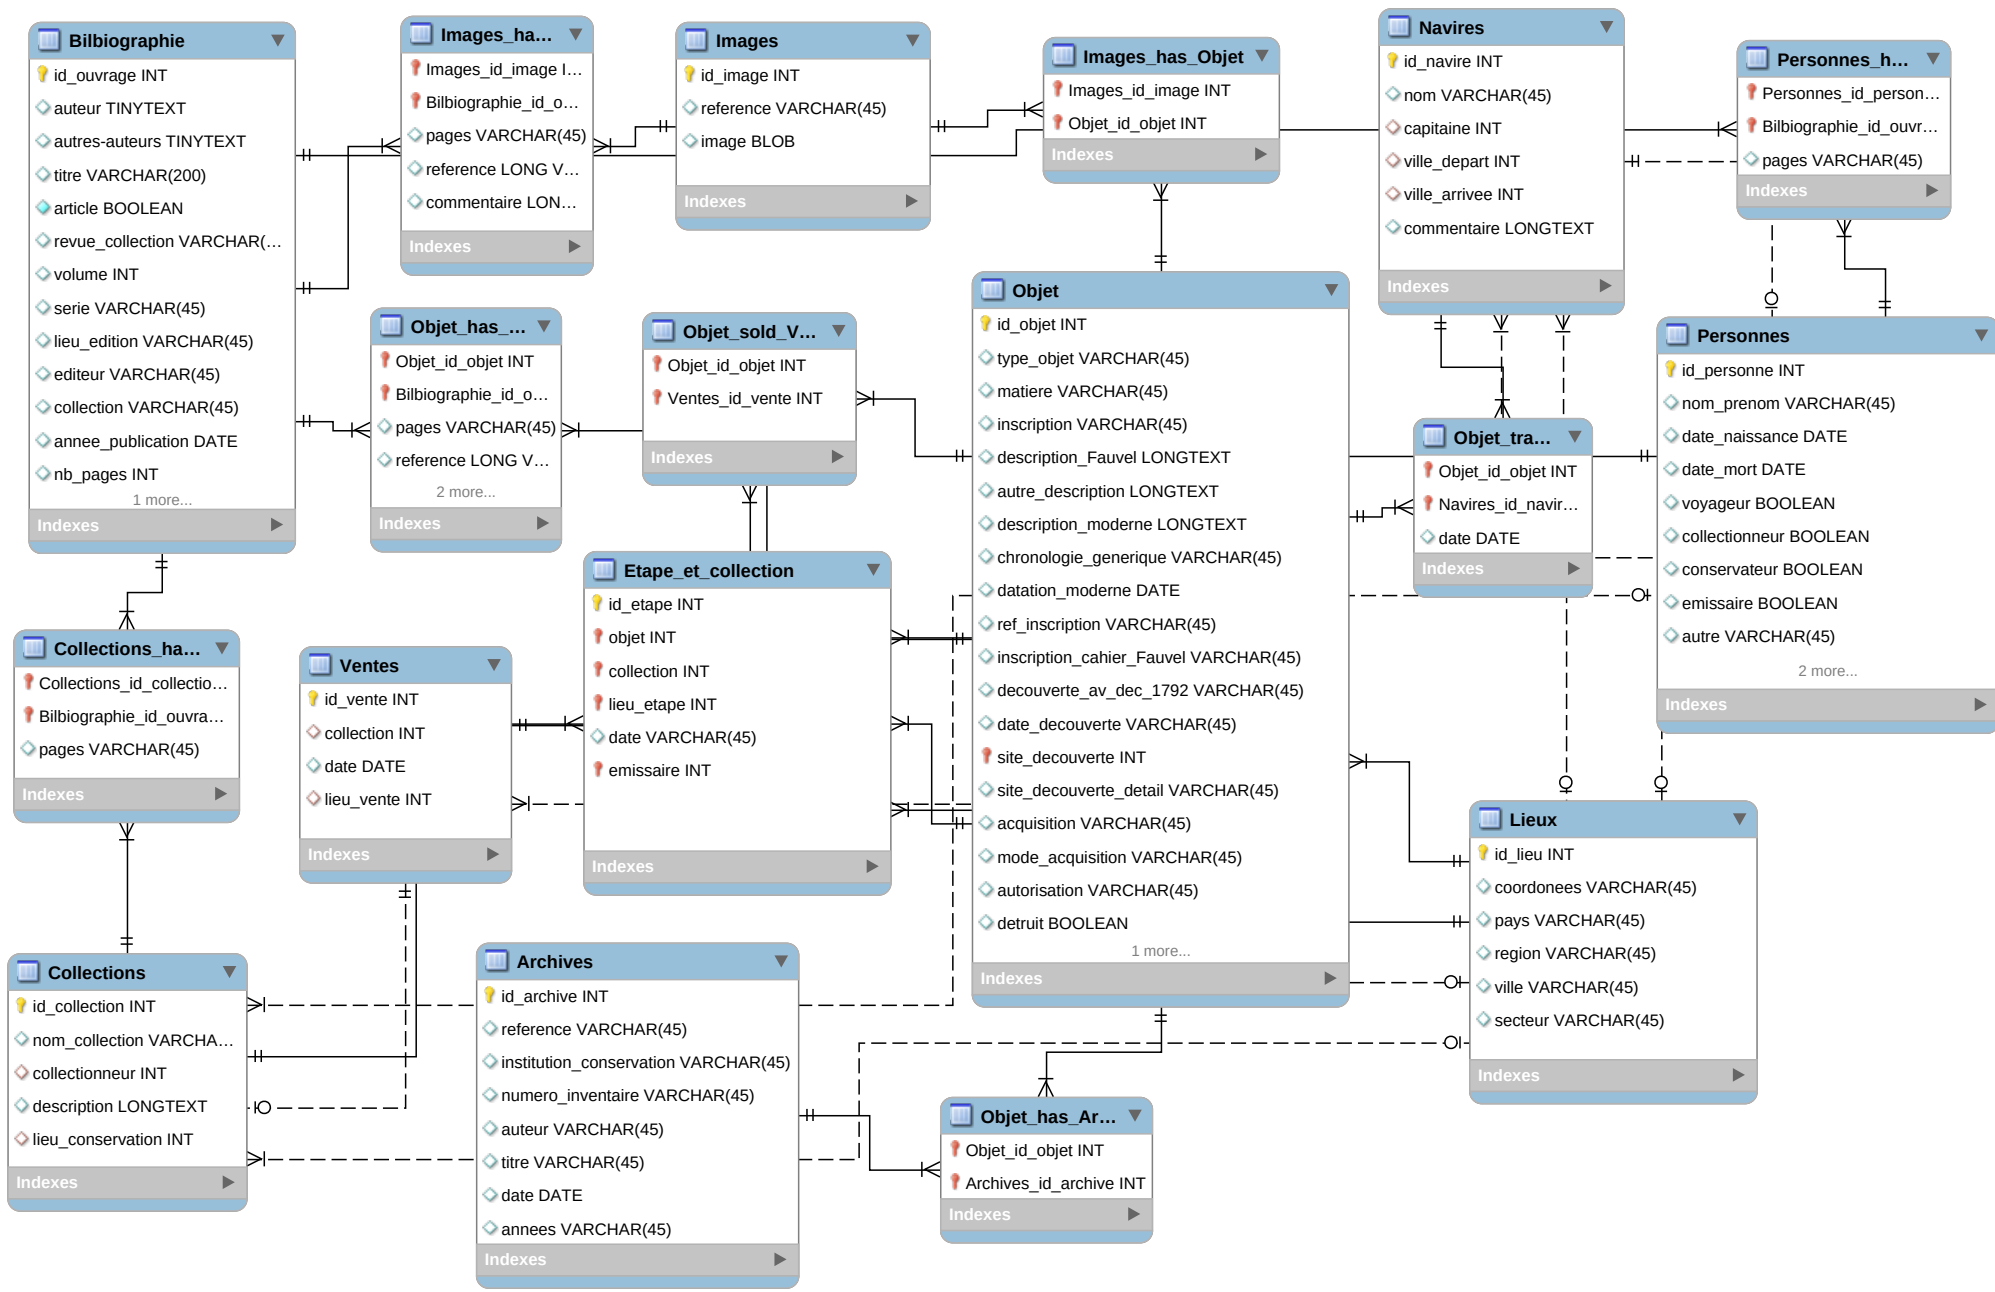 Bilbiographie
id_ouvrage INT
auteur TINYTEXT
autres-auteurs TINYTEXT
titre VARCHAR(200)
article BOOLEAN
revue_collection VARCHAR(...
volume INT
serie VARCHAR(45)
lieu_edition VARCHAR(45)
editeur VARCHAR(45)
collection VARCHAR(45)
annee_publication DATE
nb_pages INT
1 more...
Indexes
Images_ha...
Images_id_image I...
Bilbiographie_id_o...
pages VARCHAR(45)
reference LONG V...
commentaire LON...
Indexes
Images
id_image INT
reference VARCHAR(45)
image BLOB
Indexes
Images_has_Objet
Images_id_image INT
Objet_id_objet INT
Indexes
Navires
id_navire INT
nom VARCHAR(45)
capitaine INT
ville_depart INT
ville_arrivee INT
commentaire LONGTEXT
Indexes
Personnes_h...
Personnes_id_person...
Bilbiographie_id_ouvr...
pages VARCHAR(45)
Indexes
Objet_has_...
Objet_id_objet INT
Bilbiographie_id_o...
pages VARCHAR(45)
reference LONG V...
2 more...
Indexes
Objet_sold_V...
Objet_id_objet INT
Ventes_id_vente INT
Indexes
Objet
id_objet INT
type_objet VARCHAR(45)
matiere VARCHAR(45)
inscription VARCHAR(45)
description_Fauvel LONGTEXT
autre_description LONGTEXT
description_moderne LONGTEXT
chronologie_generique VARCHAR(45)
datation_moderne DATE
ref_inscription VARCHAR(45)
inscription_cahier_Fauvel VARCHAR(45)
decouverte_av_dec_1792 VARCHAR(45)
date_decouverte VARCHAR(45)
site_decouverte INT
site_decouverte_detail VARCHAR(45)
acquisition VARCHAR(45)
mode_acquisition VARCHAR(45)
autorisation VARCHAR(45)
detruit BOOLEAN
1 more...
Indexes
Objet_tra...
Objet_id_objet INT
Navires_id_navir...
date DATE
Indexes
Personnes
id_personne INT
nom_prenom VARCHAR(45)
date_naissance DATE
date_mort DATE
voyageur BOOLEAN
collectionneur BOOLEAN
conservateur BOOLEAN
emissaire BOOLEAN
autre VARCHAR(45)
2 more...
Indexes
Etape_et_collection
id_etape INT
objet INT
collection INT
lieu_etape INT
date VARCHAR(45)
emissaire INT
Indexes
Collections_ha...
Collections_id_collectio...
Bilbiographie_id_ouvra...
pages VARCHAR(45)
Indexes
Ventes
id_vente INT
collection INT
date DATE
lieu_vente INT
Indexes
Lieux
id_lieu INT
coordonees VARCHAR(45)
pays VARCHAR(45)
region VARCHAR(45)
ville VARCHAR(45)
secteur VARCHAR(45)
Indexes
Collections
id_collection INT
nom_collection VARCHA...
collectionneur INT
description LONGTEXT
lieu_conservation INT
Indexes
Archives
id_archive INT
reference VARCHAR(45)
institution_conservation VARCHAR(45)
numero_inventaire VARCHAR(45)
auteur VARCHAR(45)
titre VARCHAR(45)
date DATE
annees VARCHAR(45)
Indexes
Objet_has_Ar...
Objet_id_objet INT
Archives_id_archive INT
Indexes